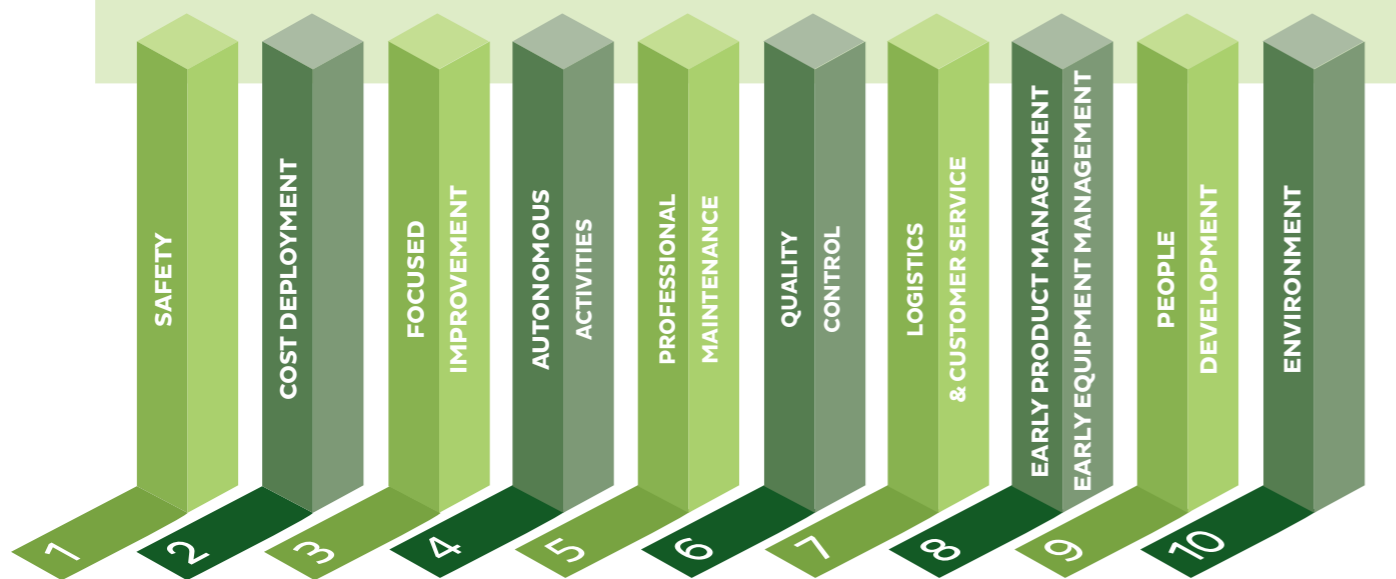 SAFETY
COST DEPLOYMENT
FOCUSED
IMPROVEMENT
AUTONOMOUS
ACTIVITIES
PROFESSIONAL
MAINTENANCE
QUALITY
CONTROL
LOGISTICS
& CUSTOMER SERVICE
EARLY PRODUCT MANAGEMENT
EARLY EQUIPMENT MANAGEMENT
PEOPLE
DEVELOPMENT
ENVIRONMENT
1
2
3
4
5
6
7
8
9
10